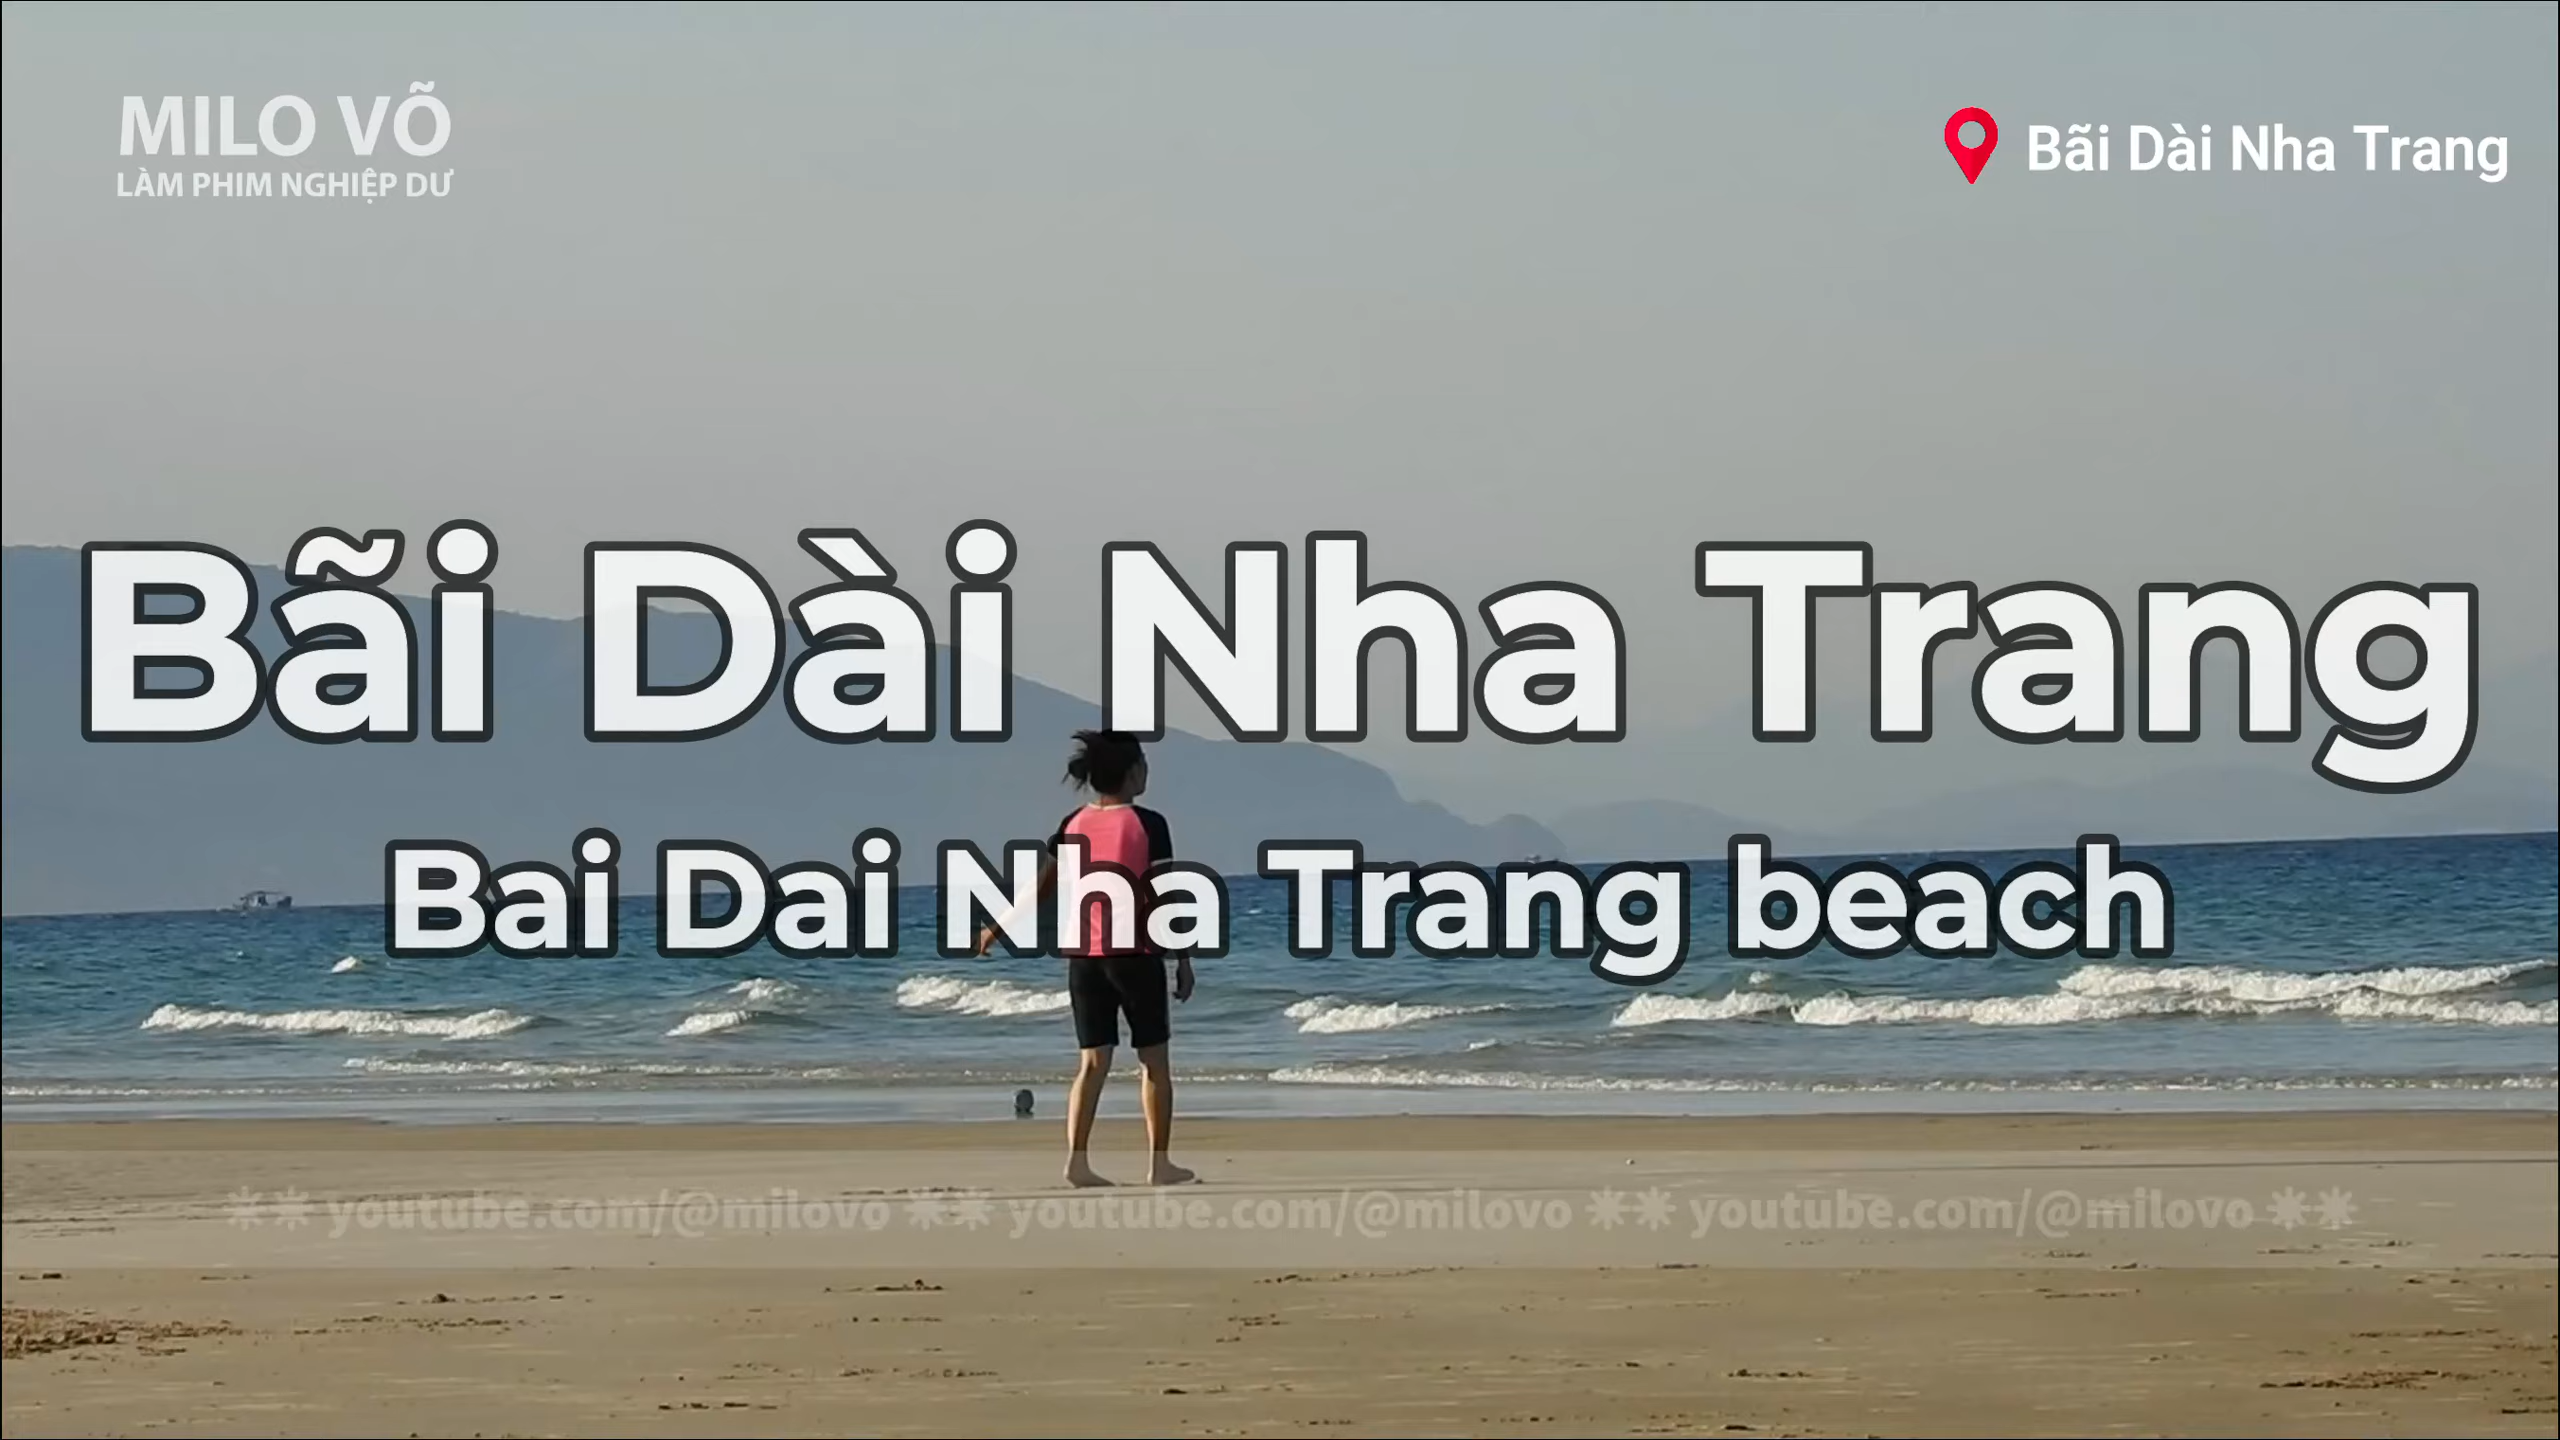 MILO VÕ
LÀM PHIM NGHIỆP DƯ
Bãi Dài Nha Trang
Bãi Dài Nha Trang
Bai Dai Nha Trang beach
✱✱ youtube.com/@milovo ✱✱ youtube.com/@milovo ✱✱ youtube.com/@milovo ✱✱